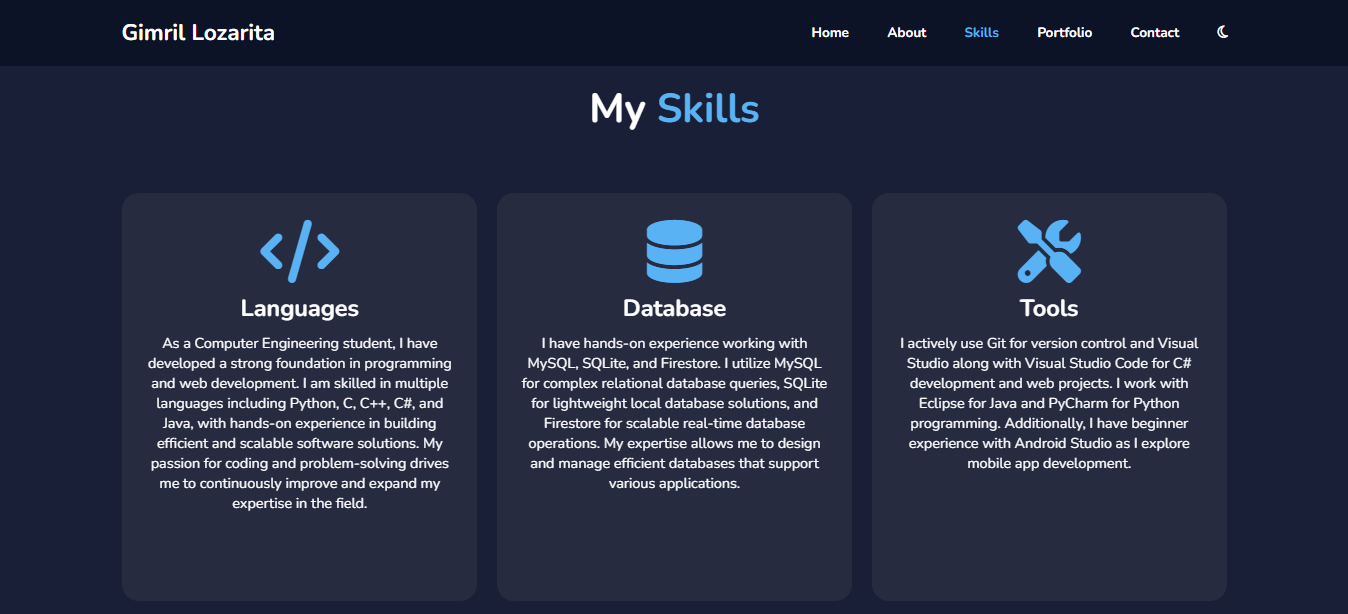 Gimril Lozarita
Home About Skills Portfolio Contact
My Skills
Languages
As a Computer Engineering student, I have
developed a strong foundation in programming
and web development. I am skilled in multiple
languages including Python, C, C++, C#, and
Java, with hands-on experience in building
efficient and scalable software solutions. My
passion for coding and problem-solving drives
me to continuously improve and expand my
expertise in the field.
Database
I have hands-on experience working with
MySQL, SQLite, and Firestore. I utilize MySQL
for complex relational database queries, SQLite
for lightweight local database solutions, and
Firestore for scalable real-time database
operations. My expertise allows me to design
and manage efficient databases that support
various applications.
Tools
I actively use Git for version control and Visual
Studio along with Visual Studio Code for C#
development and web projects. I work with
Eclipse for Java and PyCharm for Python
programming. Additionally, I have beginner
experience with Android Studio as I explore
mobile app development.